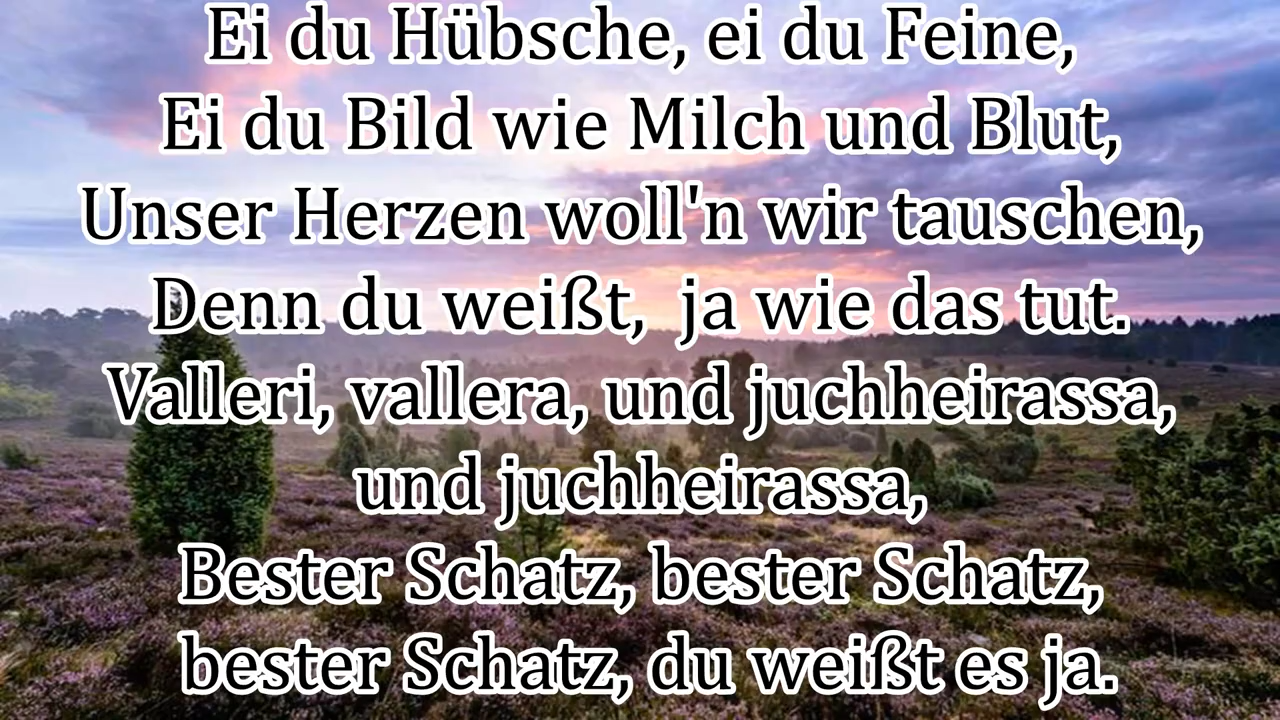 Ei du Hübsche, ei du Feine,
Ei du Bild wie Milch und Blut,
Unser Herzen woll'n wir tauschen,
Denn du weißt, ja wie das tut.
Valleri, vallera, und juchheirassa,
und juchheirassa,
Bester Schatz, bester Schatz,
bester Schatz, du weißt es ja.